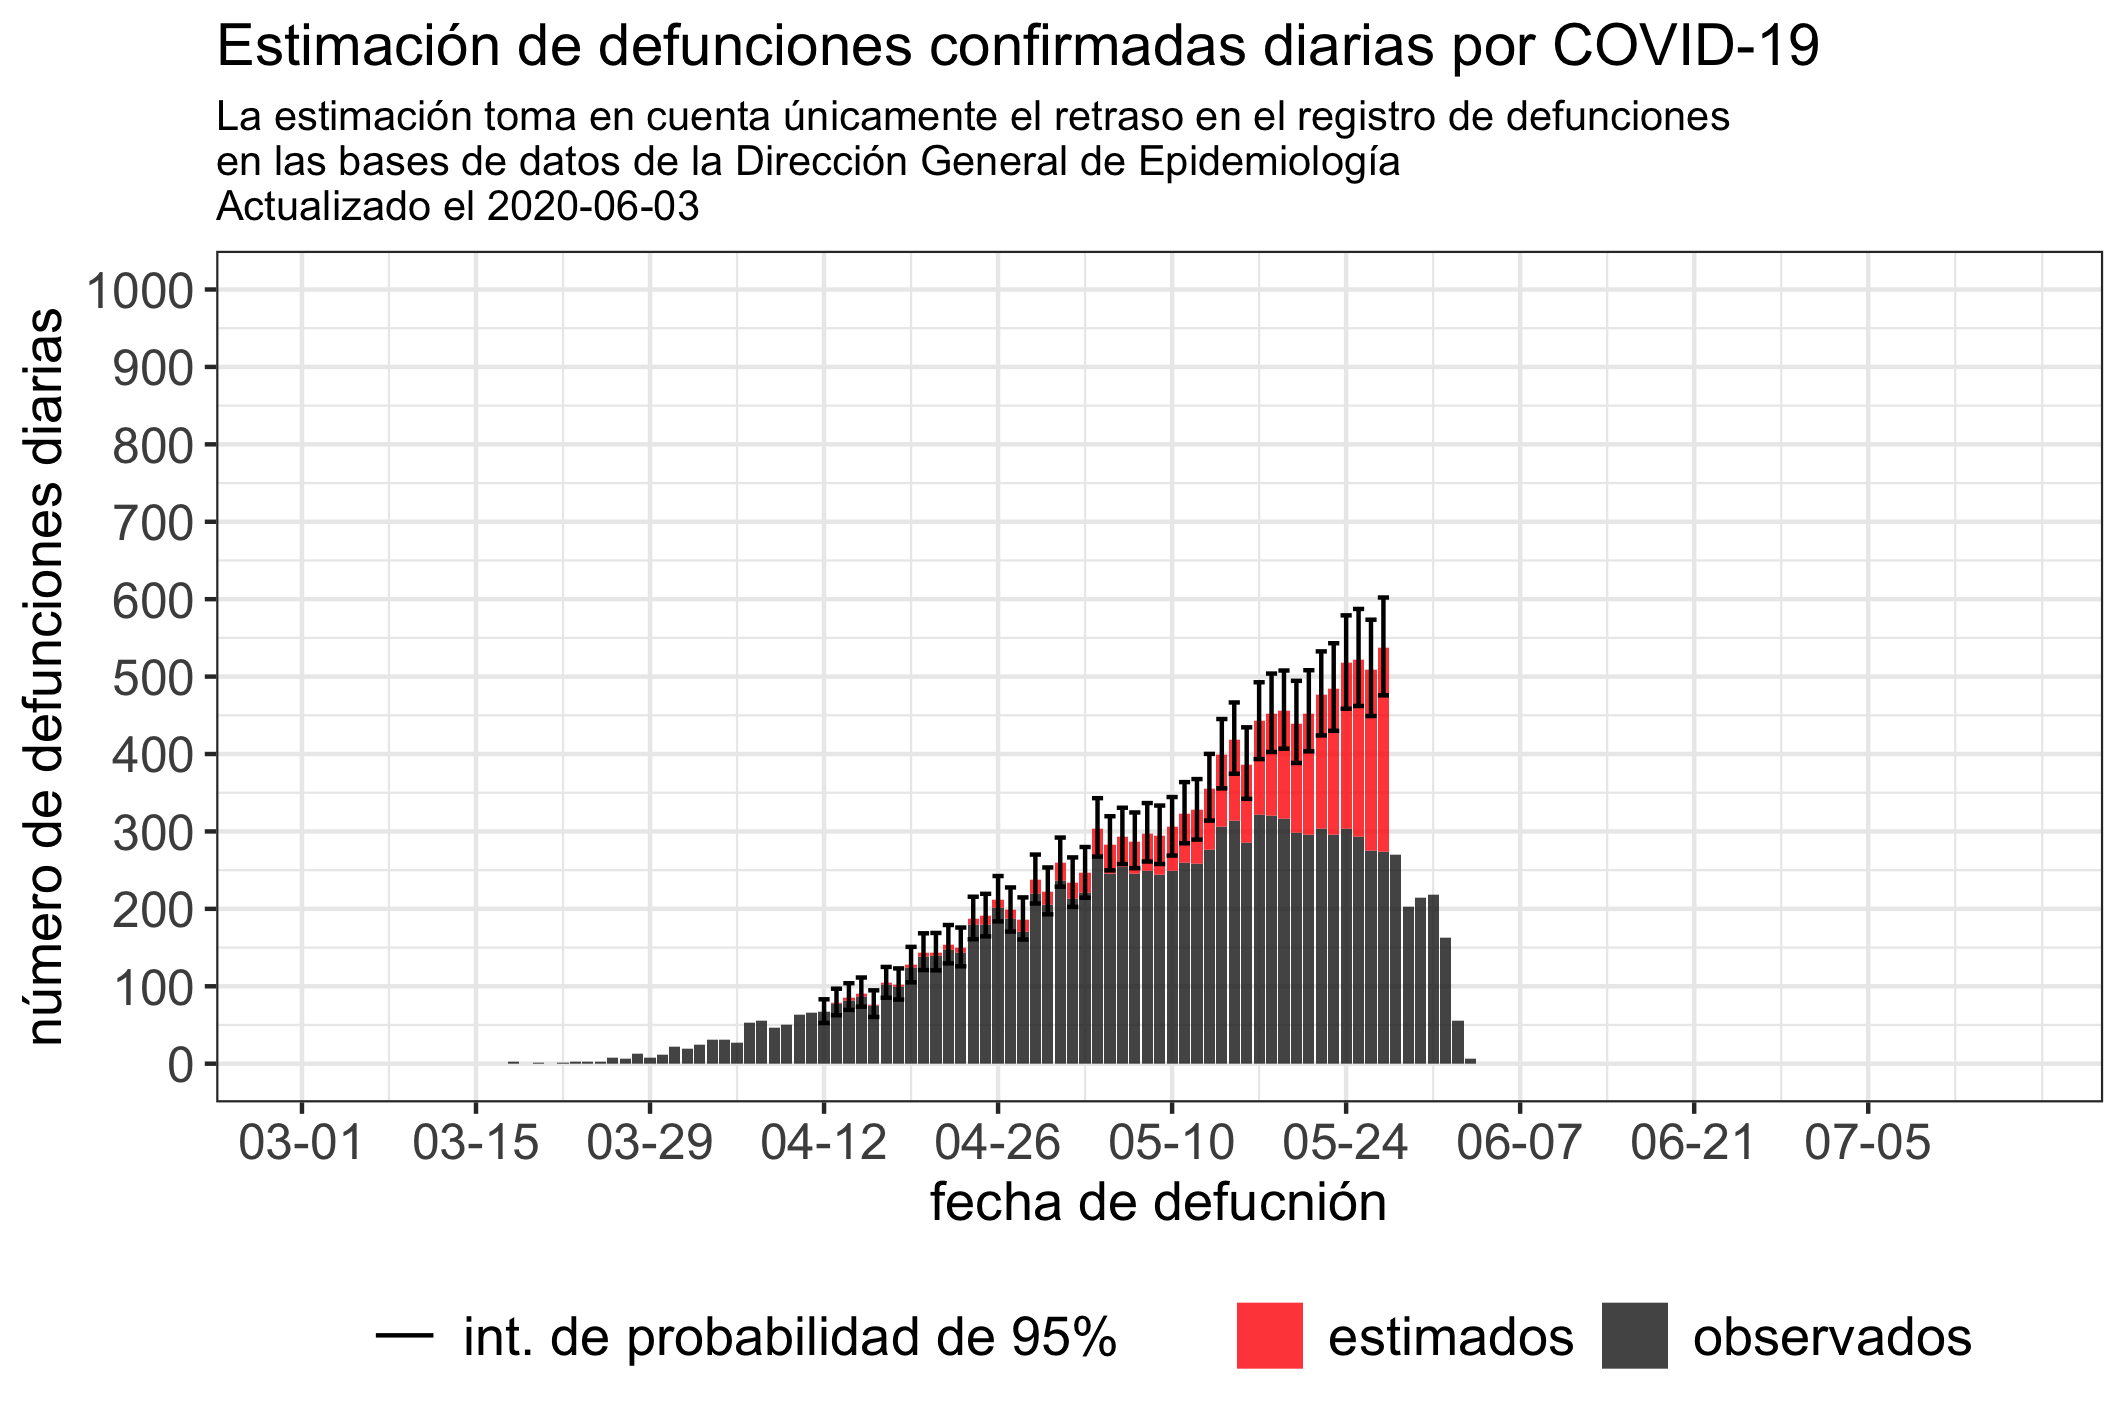 Estimación de defunciones confirmadas diarias por COVID-19
La estimación toma en cuenta únicamente el retraso en el registro de defunciones
en las bases de datos de la Dirección General de Epidemiología
Actualizado el 2020-06-03
número de defunciones diarias
1000
900
800
700
600
500
400
300
200
100
0
03-01 03-15 03-29 04-12 04-26 05-10 05-24 06-07 06-21 07-05
fecha de defucnión
int. de probabilidad de 95% estimados observados